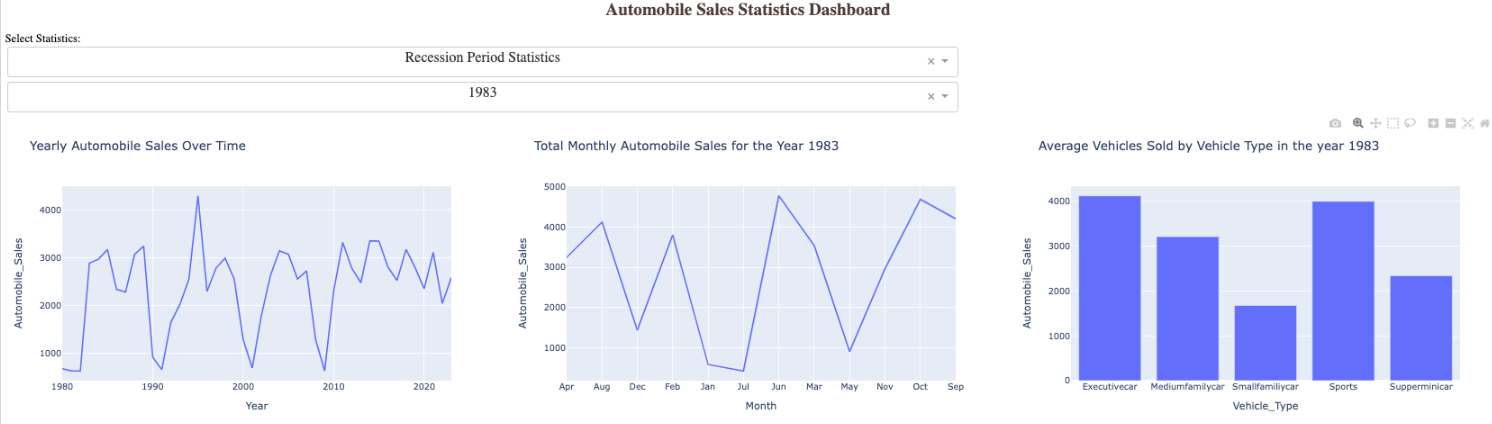 Automobile Sales Statistics Dashboard
Select Statistics:
Recession Period Statistics
1983
Yearly Automobile Sales Over Time
Automobile_Sales
4000
3000
2000
1000
1980 1990 2000 2010 2020
Year
Total Monthly Automobile Sales for the Year 1983
Automobile_Sales
5000
4000
3000
2000
1000
Apr Aug Dec Feb Jan Jul Jun Mar May Nov Oct Sep
Month
Average Vehicles Sold by Vehicle Type in the year 1983
Automobile_Sales
4000
3000
2000
1000
0
Executivecar Mediumfamilycar Smallfamiliycar Sports Supperminicar
Vehicle_Type